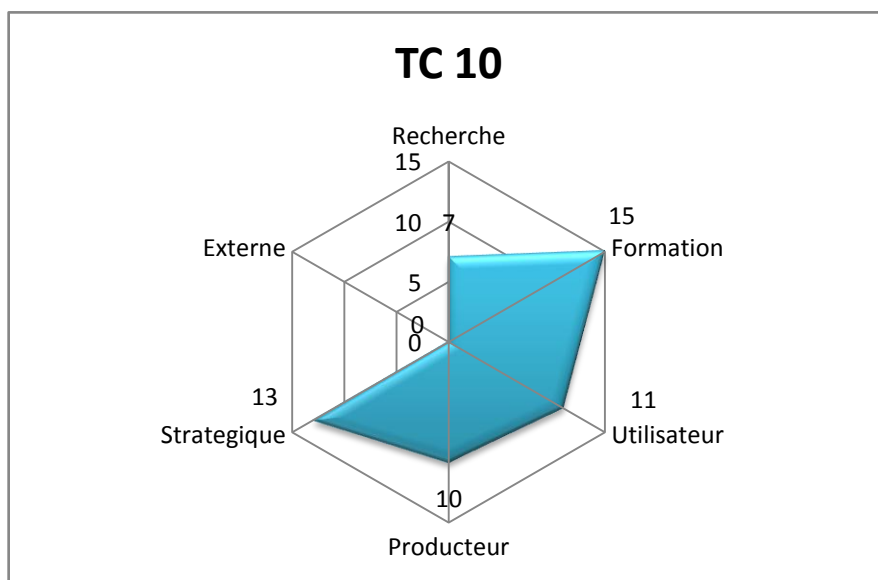 TC 10
Recherche
15
15
10
7
Externe
Formation
5
0
0
13
11
Strategique
Utilisateur
10
Producteur